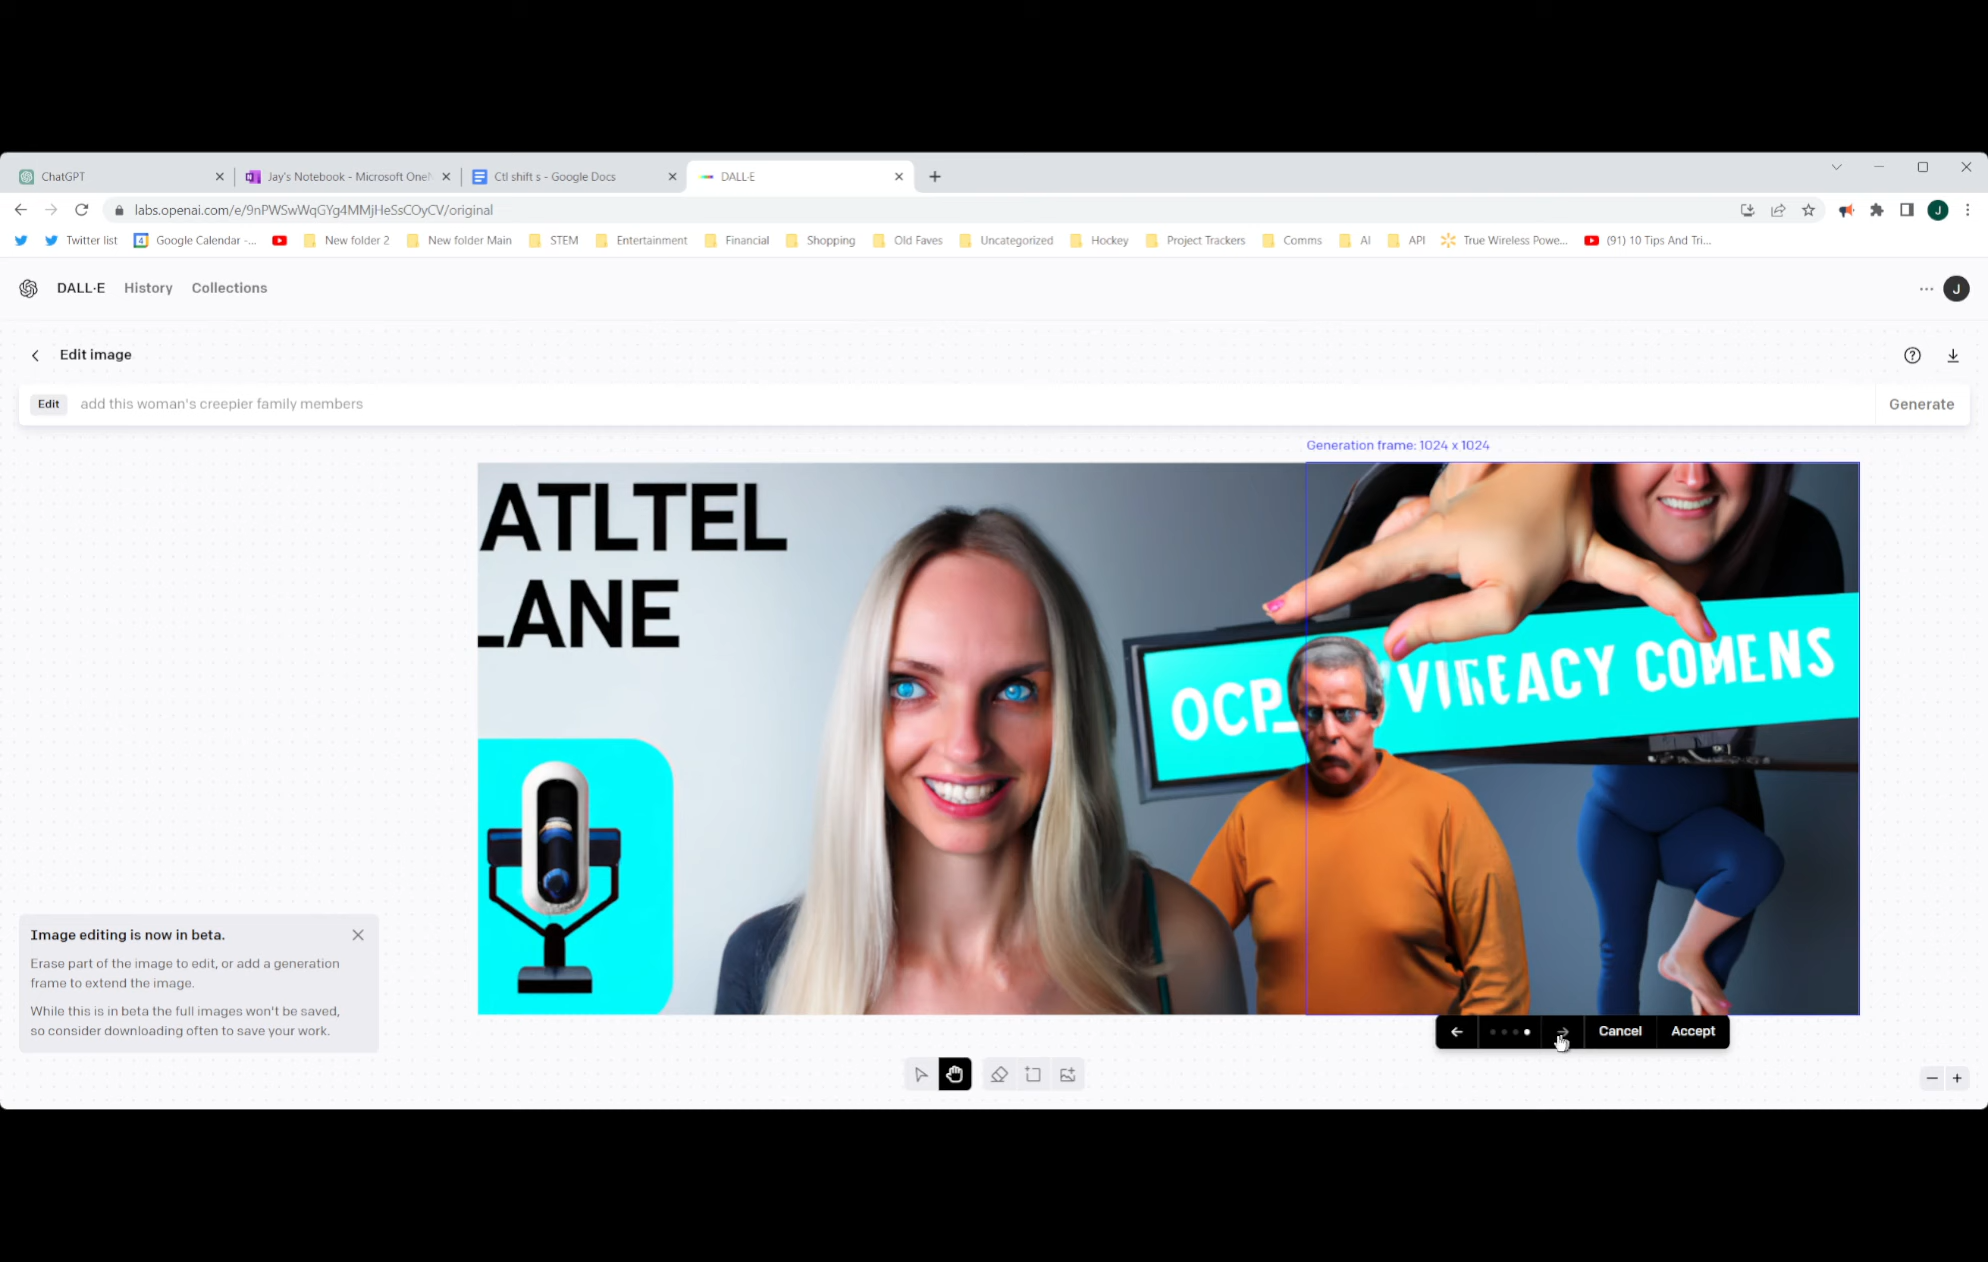 ChatGPT
Jay's Notebook - Microsoft OneN
Ctl shift s - Google Docs
DALL·E
labs.openai.com/e/9nPWSwWqGYg4MMjHeSsCOyCV/original
J
Twitter list
Google Calendar -...
New folder 2
New folder Main
STEM
Entertainment
Financial
Shopping
Old Faves
Uncategorized
Hockey
Project Trackers
Comms
AI
API
True Wireless Powe...
(91) 10 Tips And Tri...
DALL·E
History
Collections
J
Edit image
Edit
add this woman's creepier family members
Generate
Generation frame: 1024 x 1024
ATLTEL
LANE
OCP
COMENS
Image editing is now in beta.
Erase part of the image to edit, or add a generation
frame to extend the image.
While this is in beta the full images won't be saved,
so consider downloading often to save your work.
Cancel
Accept